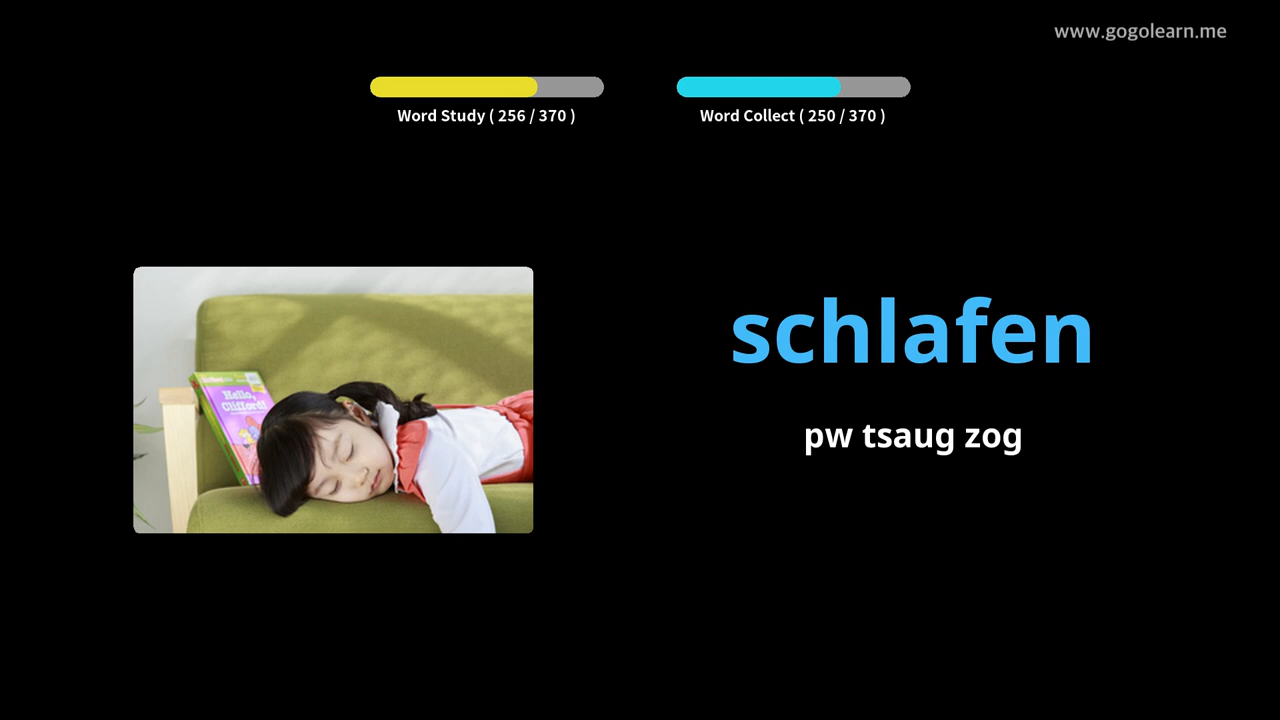 www.gogolearn.me
Word Study ( 256 / 370 )
Word Collect ( 250 / 370 )
Hello,
Clifford!
schlafen
pw tsaug zog